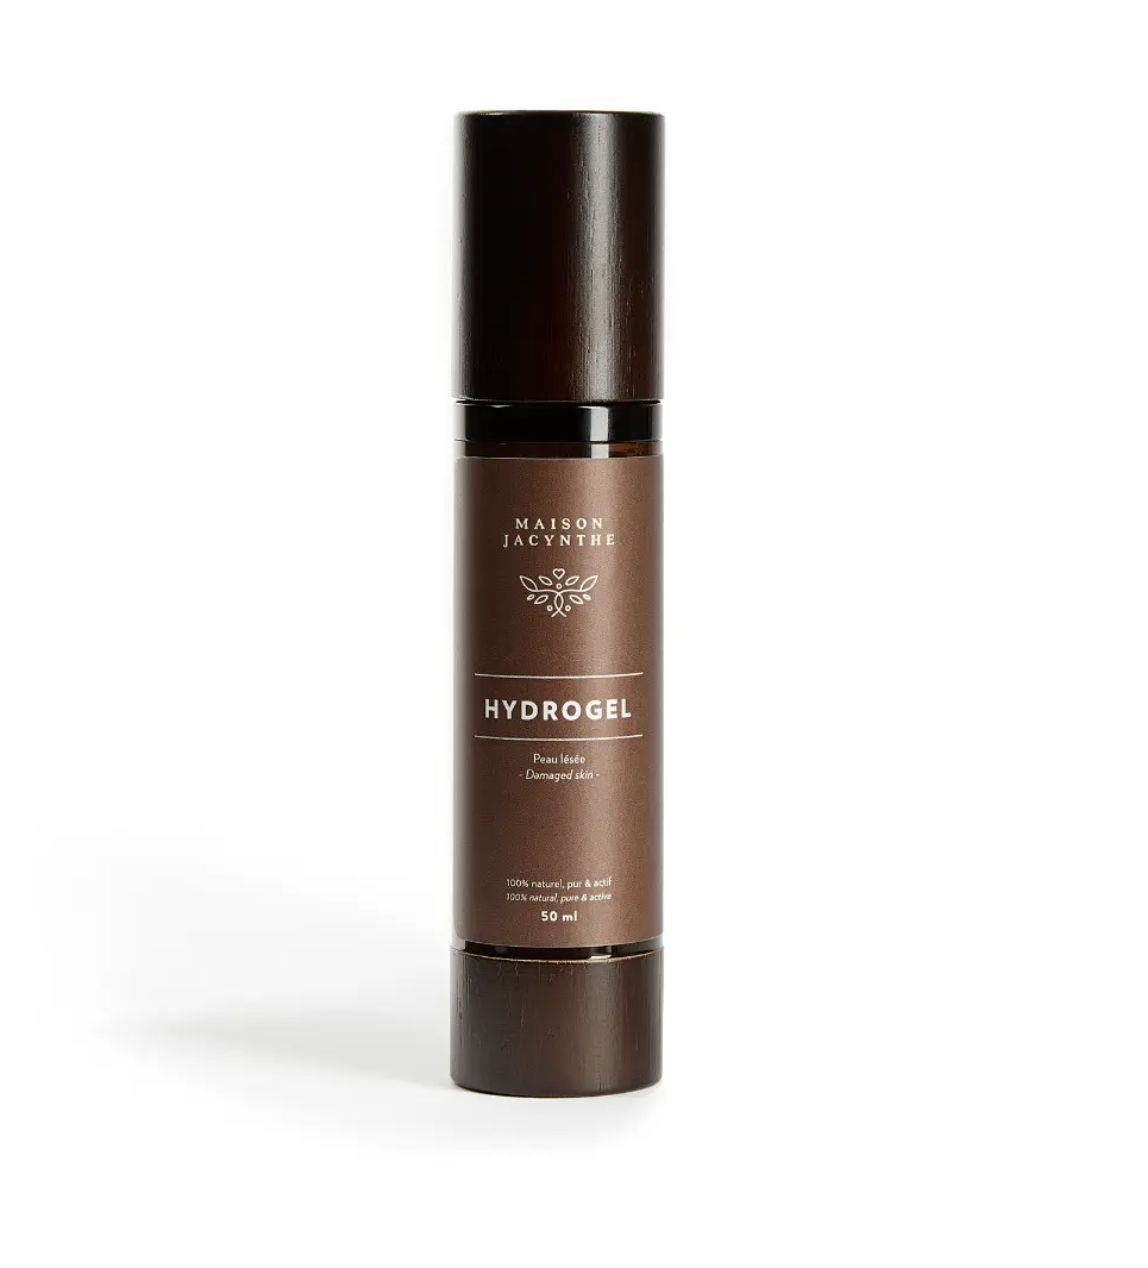 MAISON
JACYNTHE
HYDROGEL
Peau lésée
- Damaged skin -
100% naturel, pur & actif
100% natural, pure & active
50 ml